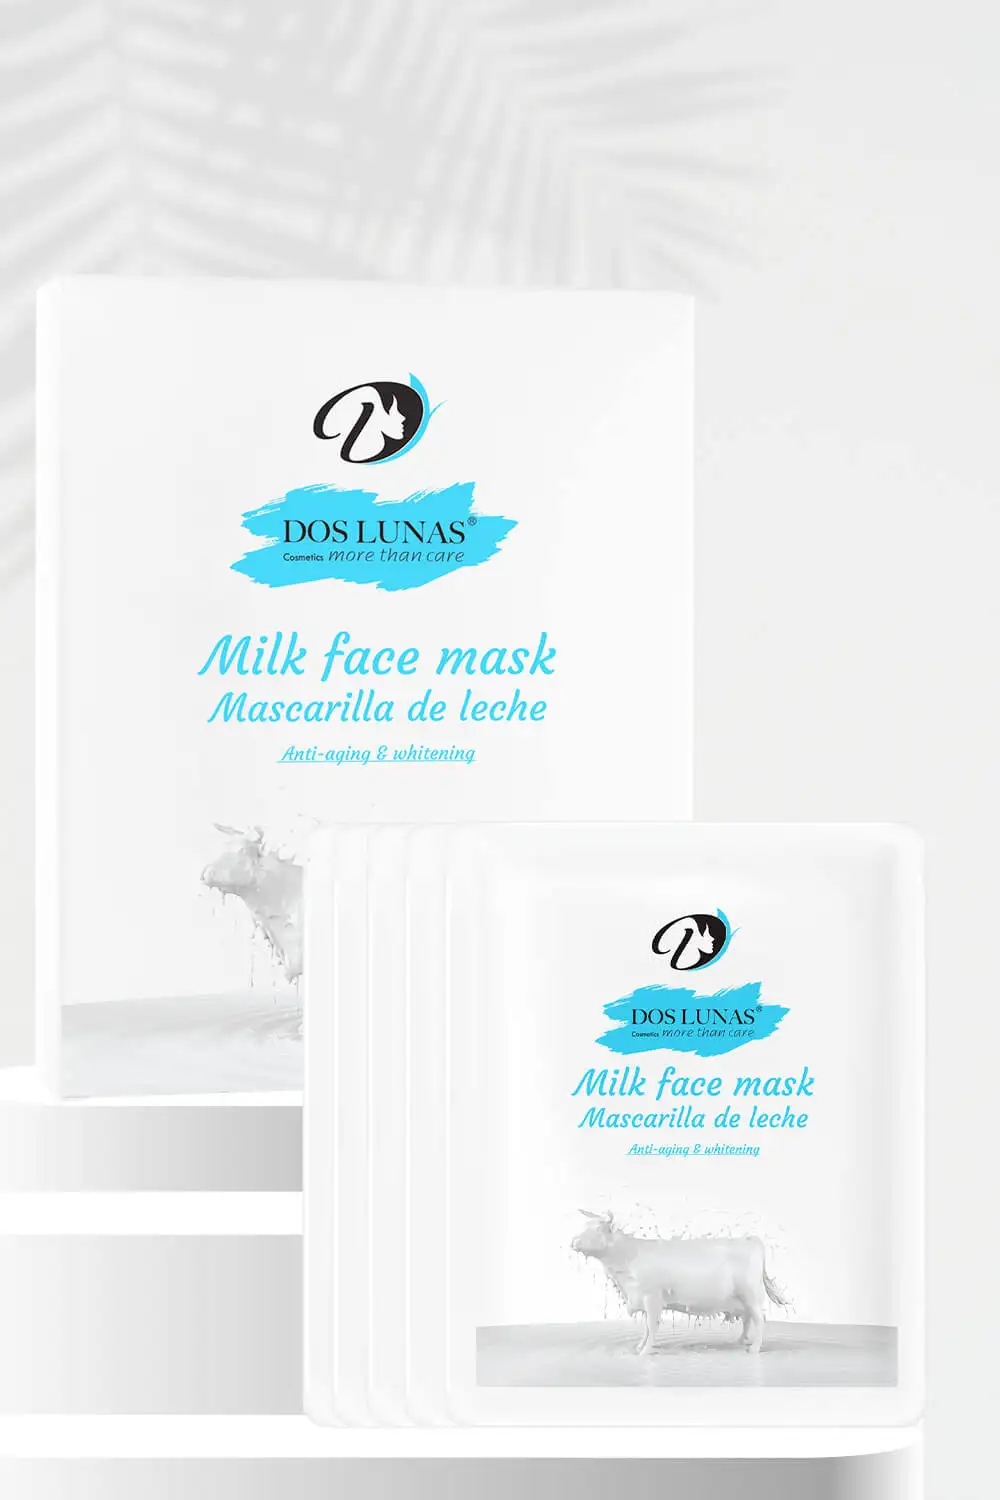 DOS LUNAS®
Cosmetics more than care
Milk face mask
Mascarilla de leche
Anti-aging & whitening
DOS LUNAS®
Cosmetics more than care
Milk face mask
Mascarilla de leche
Anti-aging & whitening